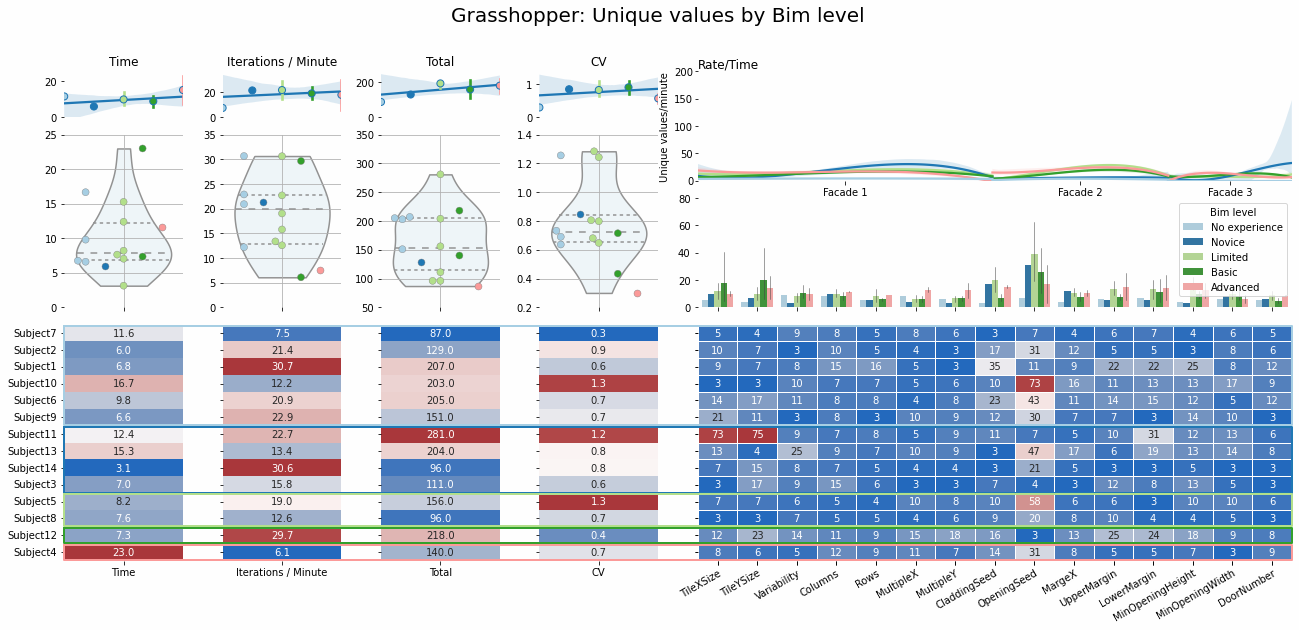 Grasshopper: Unique values by Bim level
Time Iterations / Minute Total CV Rate/Time
20 0
20 0
200 0
1 0
Unique values/minute
200 150 100 50 0
Facade 1 Facade 2 Facade 3
25 20 15 10 5 0
35 30 25 20 15 10 5 0
350 300 250 200 150 100 50
1.4 1.2 1.0 0.8 0.6 0.4 0.2
80 60 40 20 0
Bim level
No experience
Novice
Limited
Basic
Advanced
Subject7 11.6 7.5 87.0 0.3 5 4 9 8 5 8 6 3 7 4 6 7 4 6 5
Subject2 6.0 21.4 129.0 0.9 10 7 3 10 5 4 3 17 31 12 5 5 3 8 6
Subject1 6.8 30.7 207.0 0.6 9 7 8 15 16 5 3 35 11 9 22 22 25 8 12
Subject10 16.7 12.2 203.0 1.3 3 3 10 7 7 5 6 10 73 16 11 13 13 17 9
Subject6 9.8 20.9 205.0 0.7 14 17 11 8 8 4 8 23 43 11 14 15 12 5 12
Subject9 6.6 22.9 151.0 0.7 21 11 3 8 3 10 9 12 30 7 7 3 14 10 3
Subject11 12.4 22.7 281.0 1.2 73 75 9 7 8 5 9 11 7 5 10 31 12 13 6
Subject13 15.3 13.4 204.0 0.8 13 4 25 9 7 10 9 3 47 17 6 19 13 14 8
Subject14 3.1 30.6 96.0 0.8 7 15 8 7 5 4 4 3 21 5 3 3 5 3 3
Subject3 7.0 15.8 111.0 0.6 3 17 9 15 6 3 3 7 4 3 12 8 13 5 3
Subject5 8.2 19.0 156.0 1.3 7 7 6 5 4 10 8 10 58 6 6 3 10 10 6
Subject8 7.6 12.6 96.0 0.7 3 3 7 5 5 4 6 9 20 8 10 4 4 5 3
Subject12 7.3 29.7 218.0 0.4 12 23 14 11 9 15 18 16 3 13 25 24 18 9 8
Subject4 23.0 6.1 140.0 0.7 8 6 5 12 9 11 7 14 31 8 5 5 7 3 9
Time Iterations / Minute Total CV
TileXSize TileYSize Variability Columns Rows MultipleX MultipleY CladdingSeed OpeningSeed MargeX UpperMargin LowerMargin MinOpeningHeight MinOpeningWidth DoorNumber